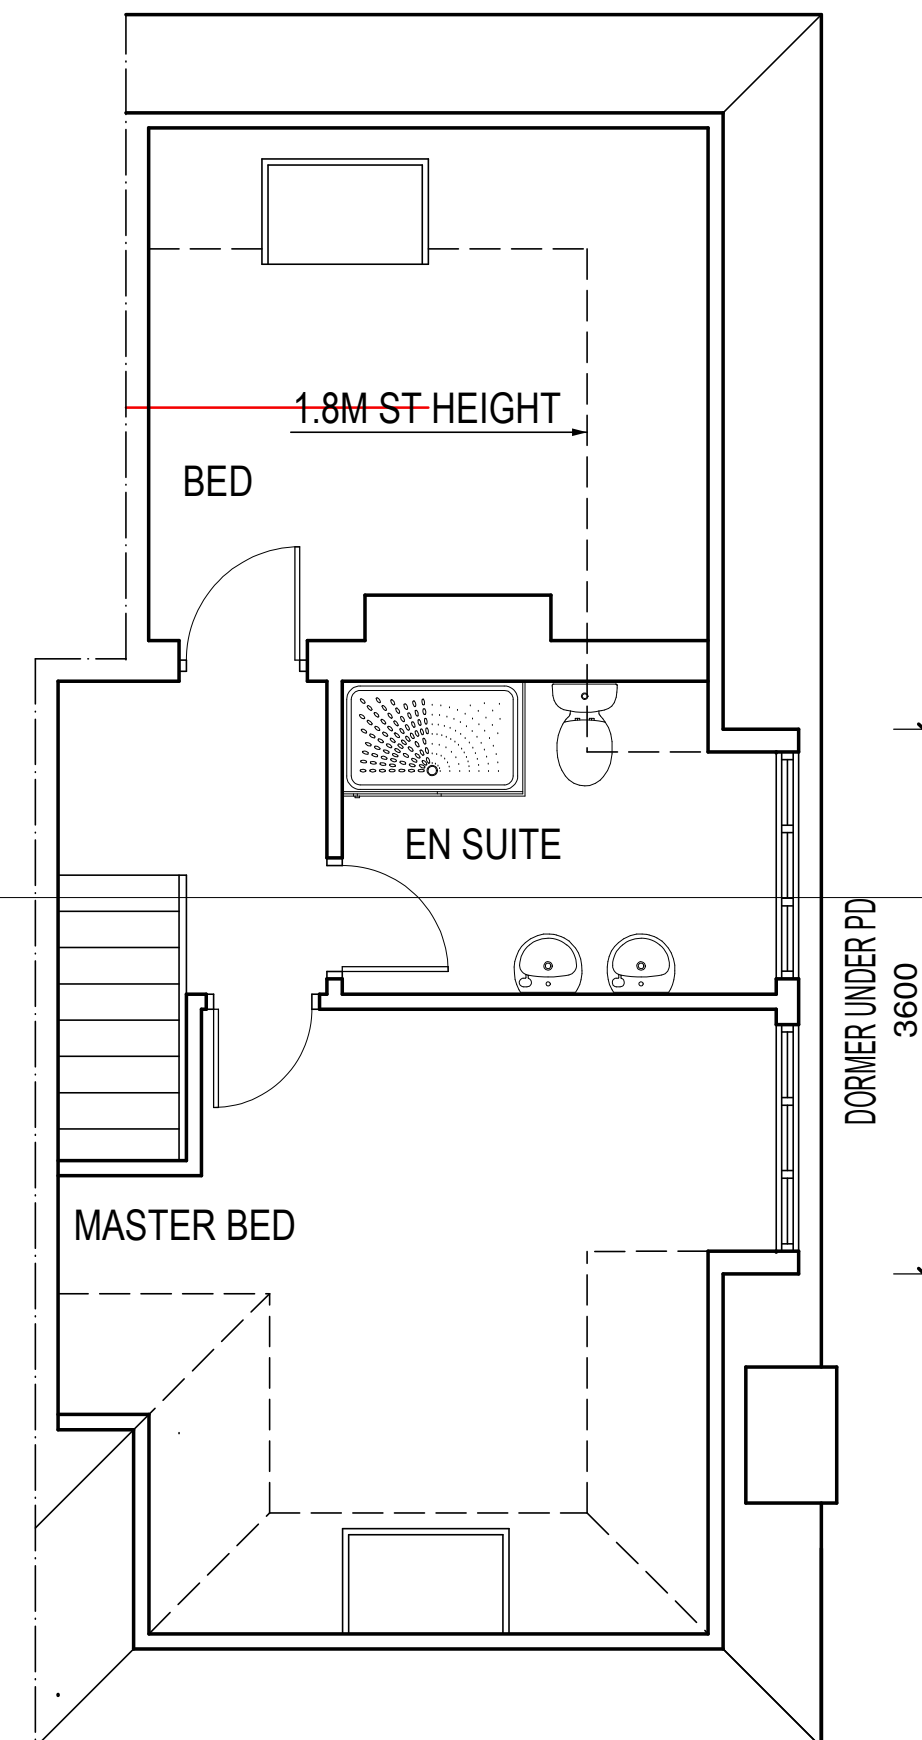 1.8M ST HEIGHT
BED
EN SUITE
DORMER UNDER PD
3600
MASTER BED